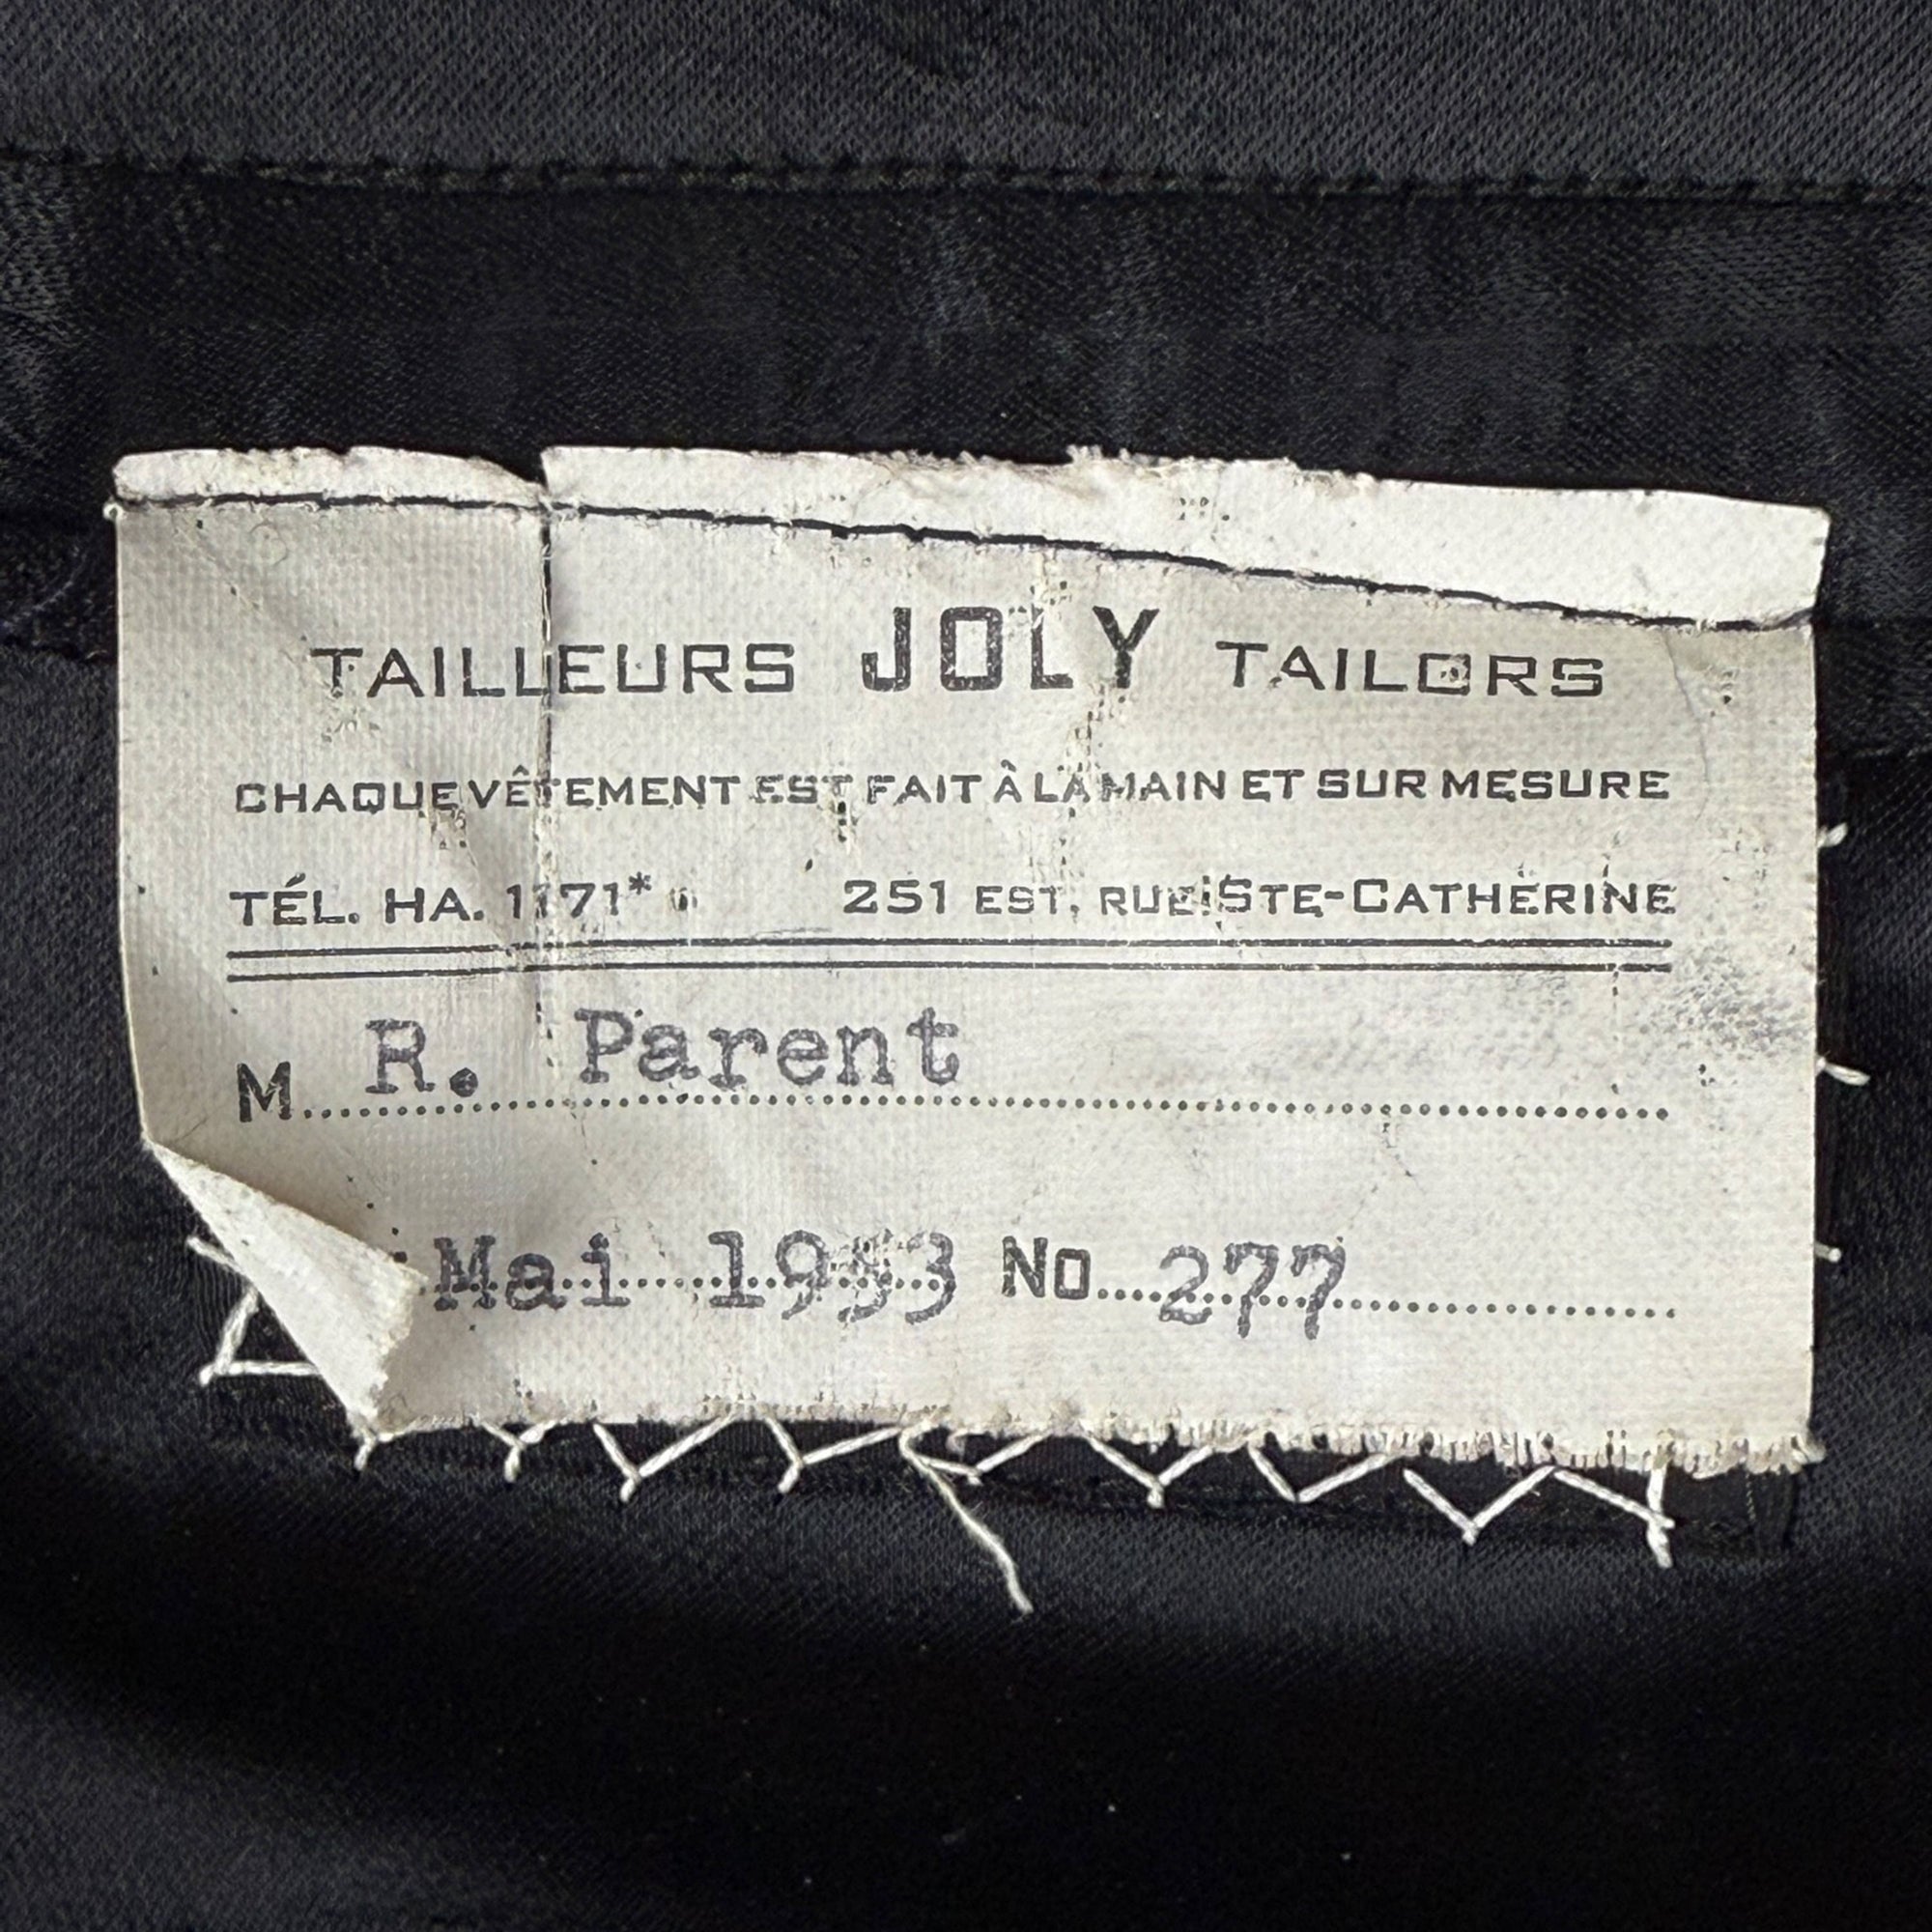 TAILLEURS JOLY TAILORS
CHAQUE VÊTEMENT EST FAIT À LA MAIN ET SUR MESURE
TÉL. HA. 1171* 251 EST, RUE STE-CATHERINE
M. R. Parent
Mai 1953 No. 277